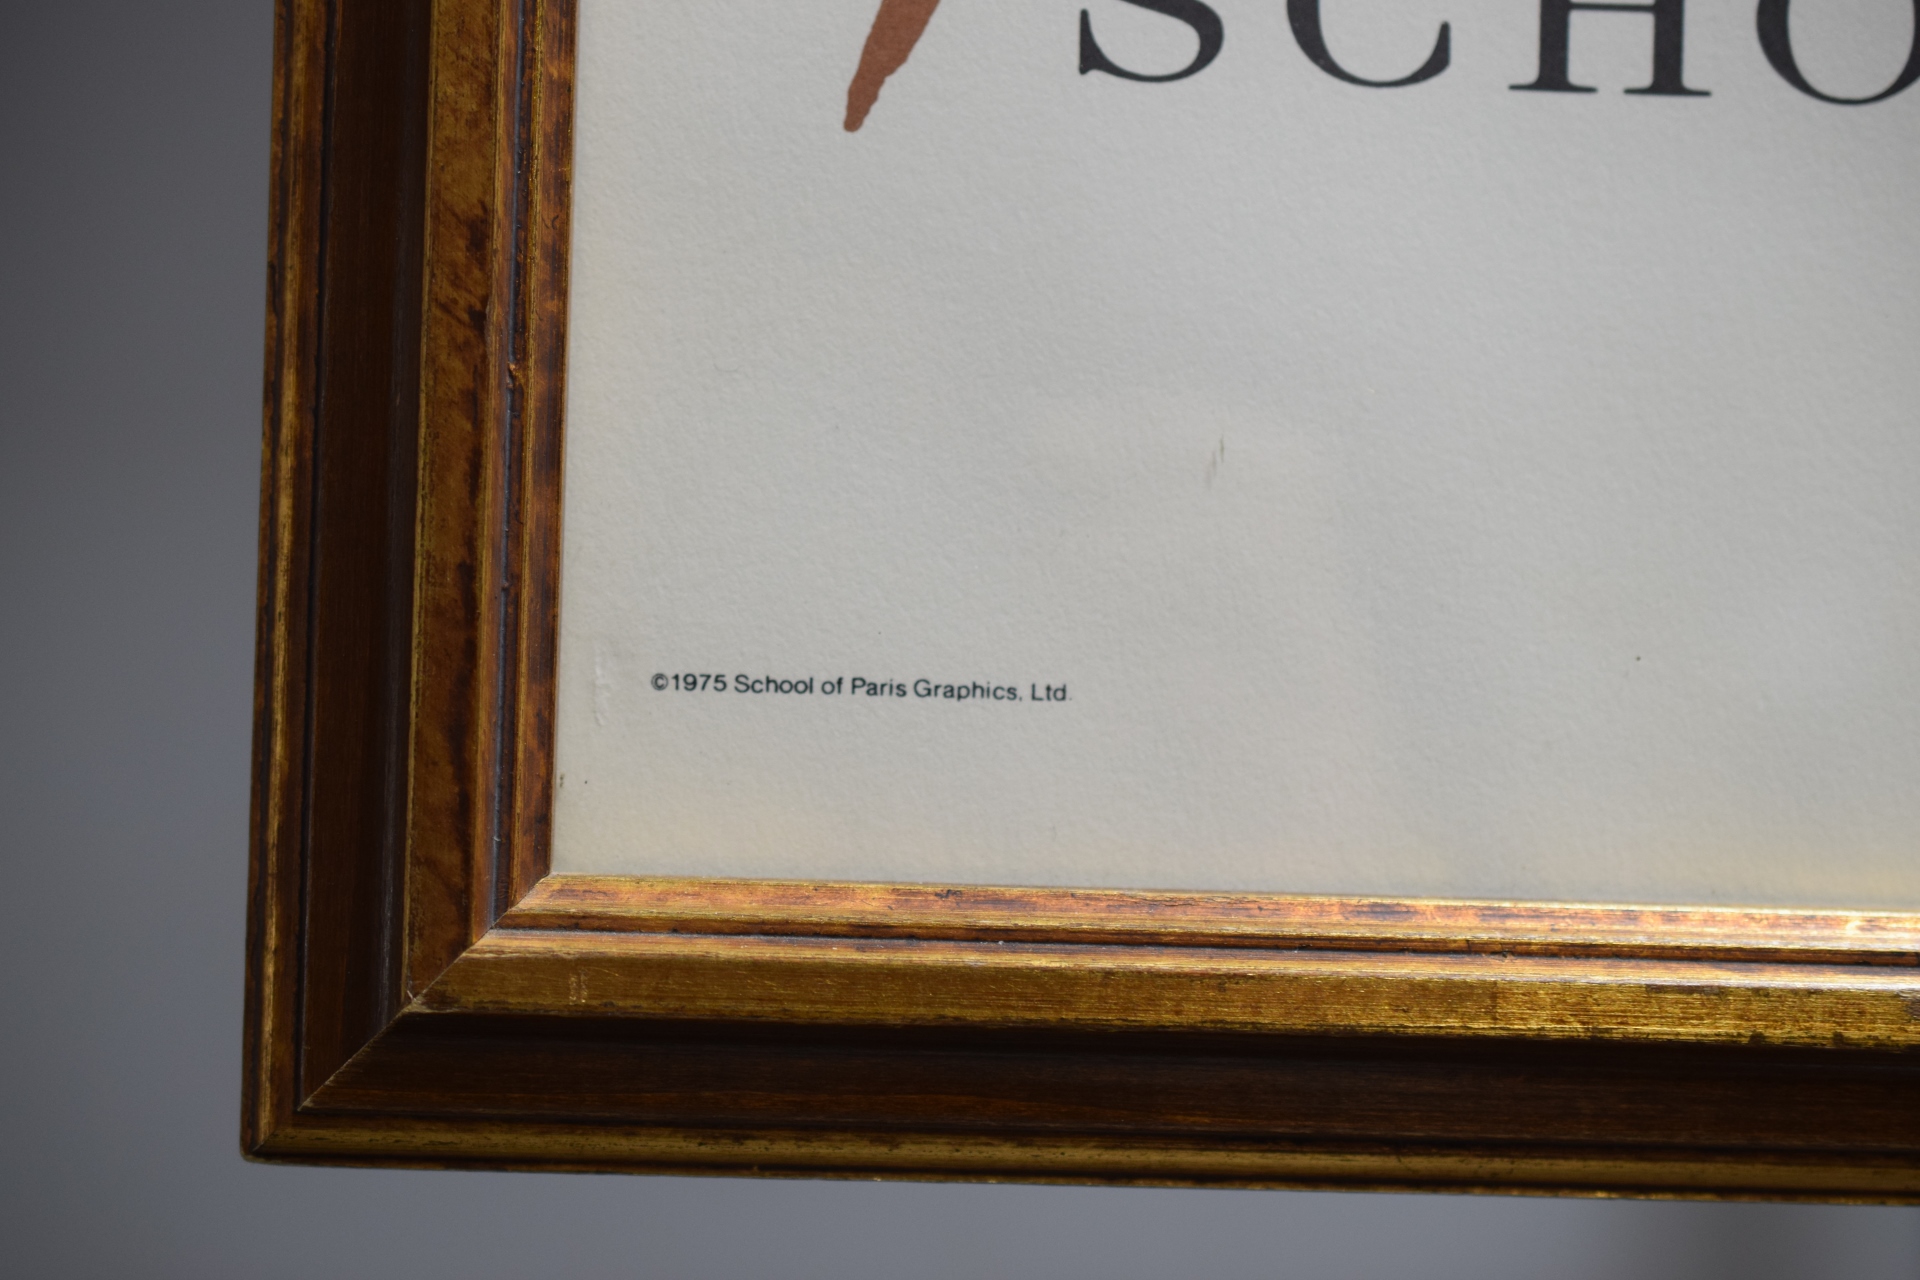 SCHO
©1975 School of Paris Graphics, Ltd.